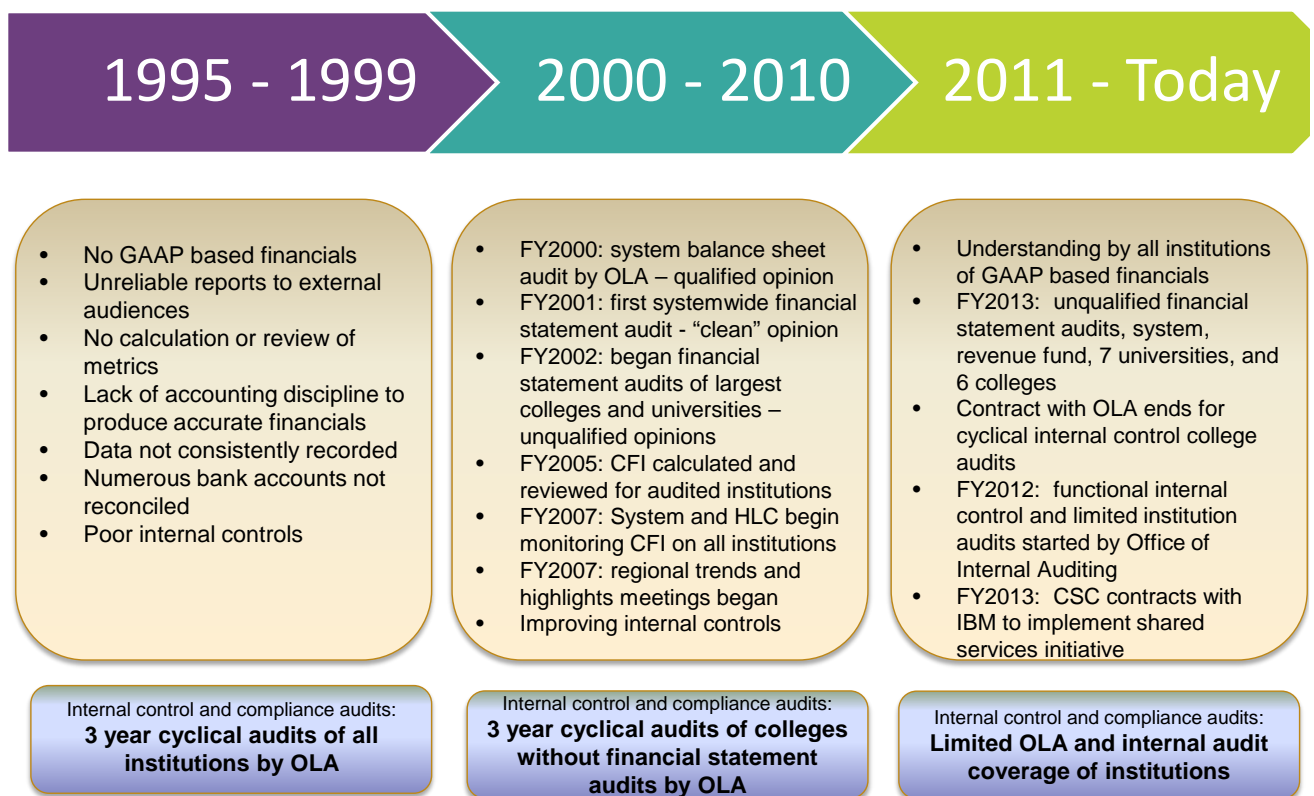 1995 - 1999
2000 - 2010
2011 - Today
• No GAAP based financials
• Unreliable reports to external
audiences
• No calculation or review of
metrics
• Lack of accounting discipline to
produce accurate financials
• Data not consistently recorded
• Numerous bank accounts not
reconciled
• Poor internal controls
• FY2000: system balance sheet
audit by OLA – qualified opinion
• FY2001: first systemwide financial
statement audit - “clean” opinion
• FY2002: began financial
statement audits of largest
colleges and universities –
unqualified opinions
• FY2005: CFI calculated and
reviewed for audited institutions
• FY2007: System and HLC begin
monitoring CFI on all institutions
• FY2007: regional trends and
highlights meetings began
• Improving internal controls
• Understanding by all institutions
of GAAP based financials
• FY2013: unqualified financial
statement audits, system,
revenue fund, 7 universities, and
6 colleges
• Contract with OLA ends for
cyclical internal control college
audits
• FY2012: functional internal
control and limited institution
audits started by Office of
Internal Auditing
• FY2013: CSC contracts with
IBM to implement shared
services initiative
Internal control and compliance audits:
3 year cyclical audits of all
institutions by OLA
Internal control and compliance audits:
3 year cyclical audits of colleges
without financial statement
audits by OLA
Internal control and compliance audits:
Limited OLA and internal audit
coverage of institutions